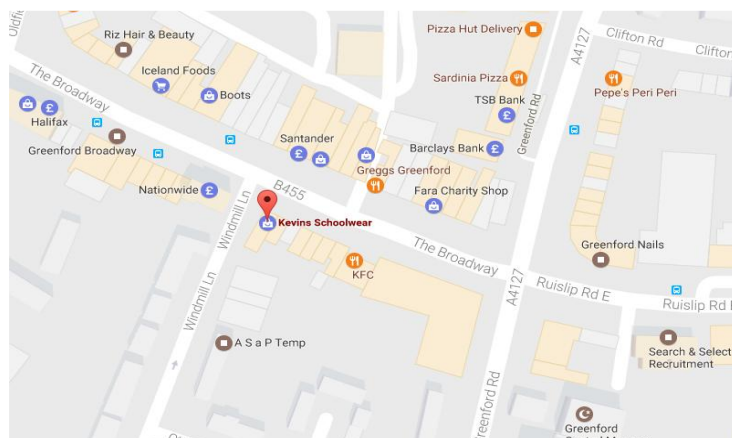 Oldfie
Riz Hair & Beauty
Pizza Hut Delivery
A4127
Clifton Rd
Clifton
The Broadway
Iceland Foods
Boots
Sardinia Pizza
Pepe's Peri Peri
TSB Bank
Greenford Rd
Halifax
Greenford Broadway
Santander
Barclays Bank
Greggs Greenford
Nationwide
B455
Fara Charity Shop
Windmill Ln
Kevins Schoolwear
The Broadway
Greenford Nails
KFC
A4127
Ruislip Rd E
Ruislip Rd E
Windmill Ln
A S a P Temp
Search & Select
Recruitment
Greenford Rd
Greenford